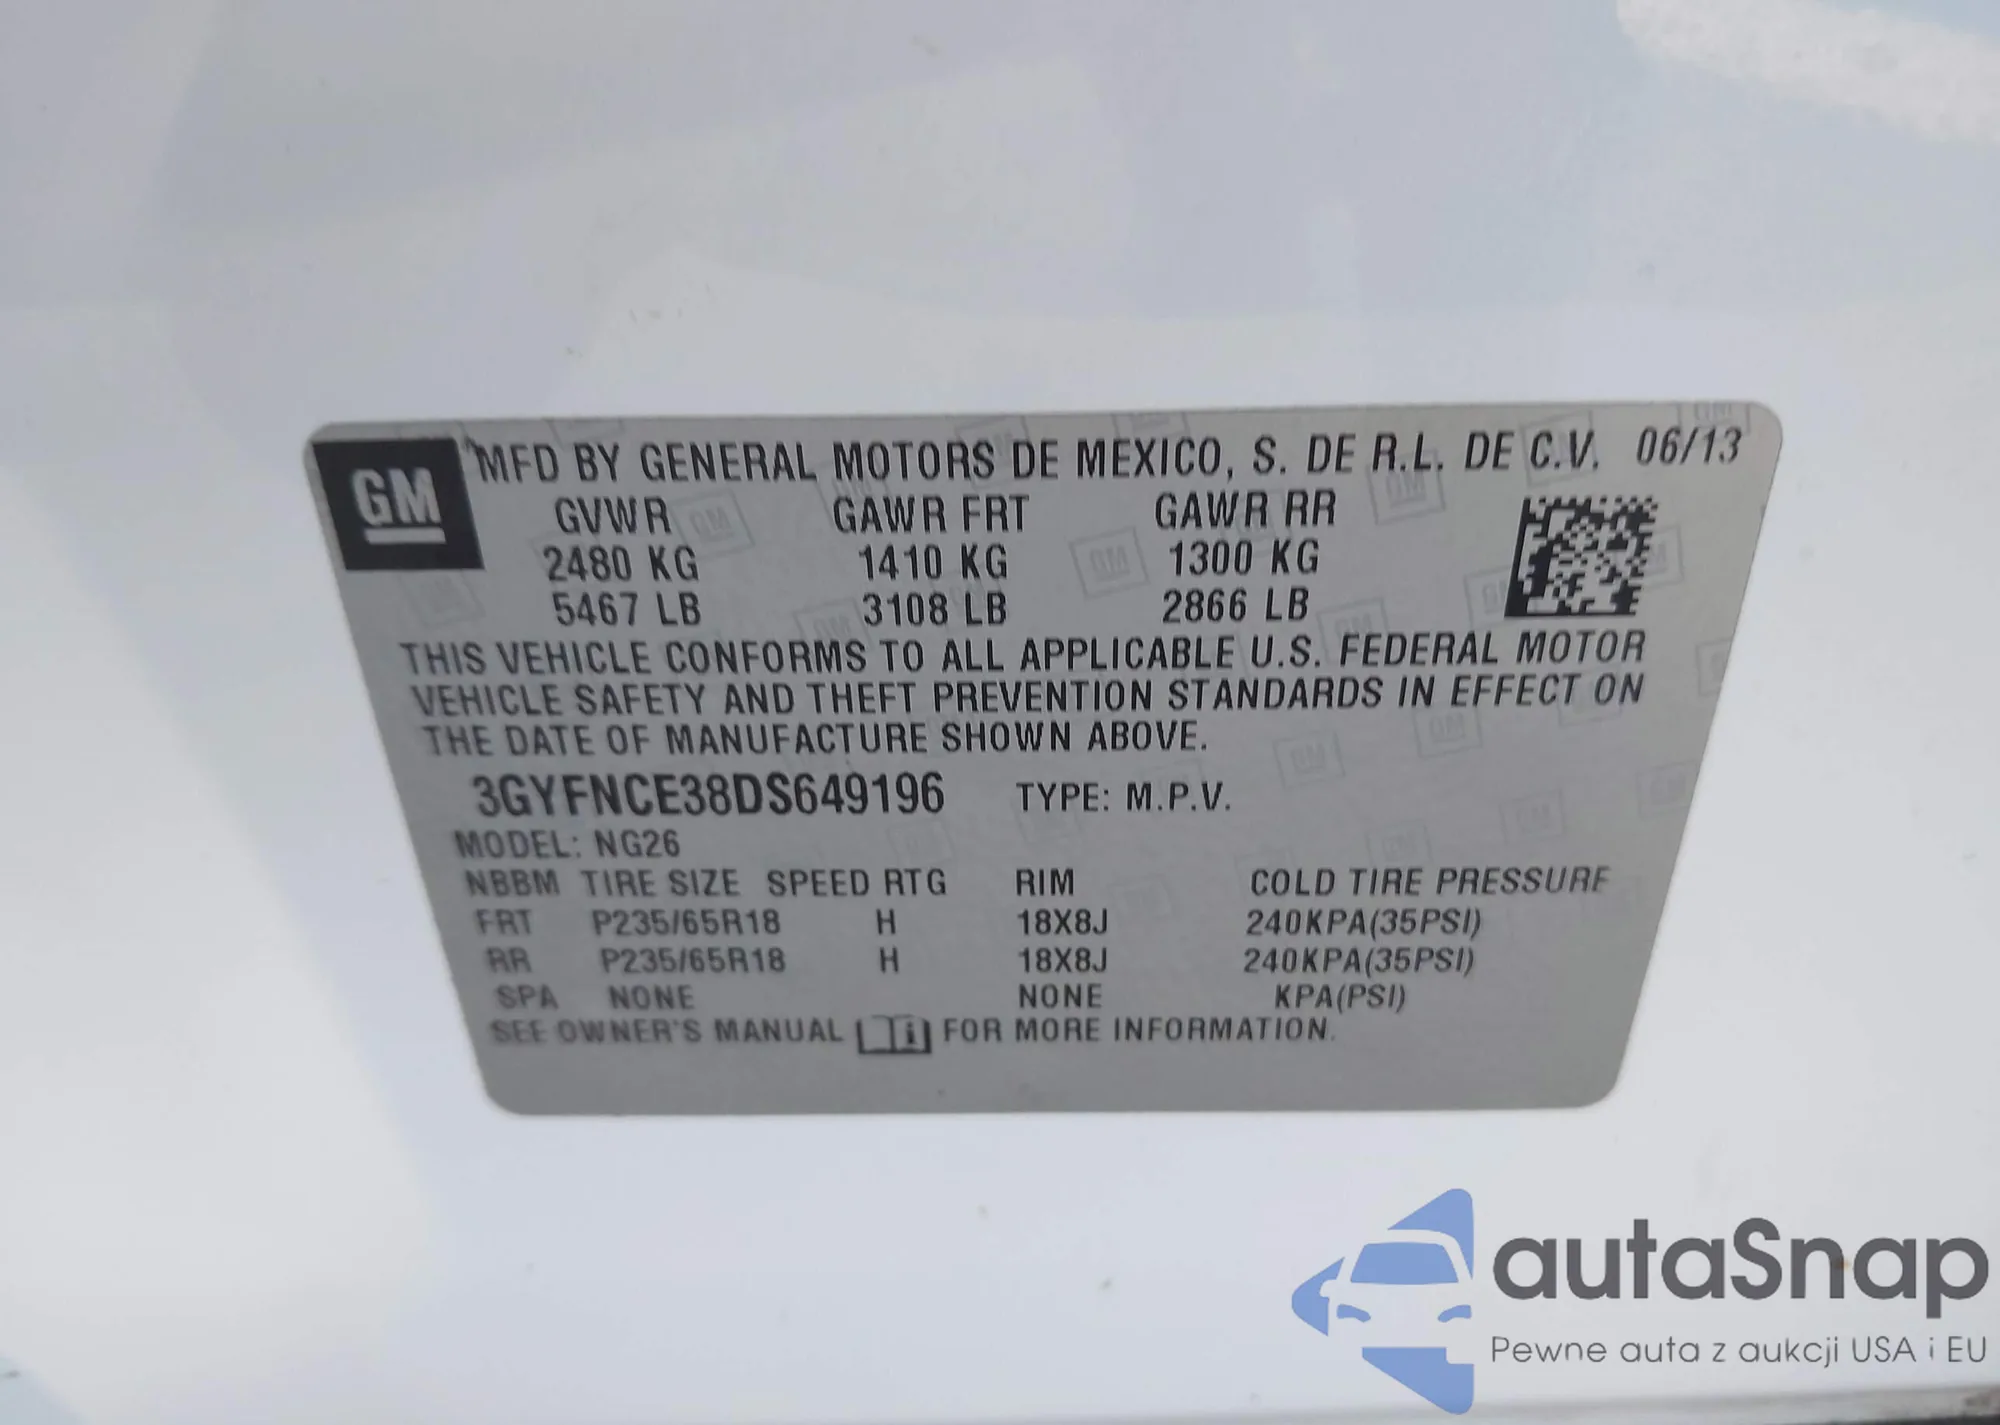 GM
MFD BY GENERAL MOTORS DE MEXICO, S. DE R.L. DE C.V. 06/13
GVWR GAWR FRT GAWR RR
2480 KG 1410 KG 1300 KG
5467 LB 3108 LB 2866 LB
THIS VEHICLE CONFORMS TO ALL APPLICABLE U.S. FEDERAL MOTOR
VEHICLE SAFETY AND THEFT PREVENTION STANDARDS IN EFFECT ON
THE DATE OF MANUFACTURE SHOWN ABOVE.
3GYFNCE38DS649196 TYPE: M.P.V.
MODEL: NG26
NBBM TIRE SIZE SPEED RTG RIM COLD TIRE PRESSURE
FRT P235/65R18 H 18X8J 240KPA(35PSI)
RR P235/65R18 H 18X8J 240KPA(35PSI)
SPA NONE NONE KPA(PSI)
SEE OWNER'S MANUAL i FOR MORE INFORMATION.
autaSnap
Pewne auta z aukcji USA i EU